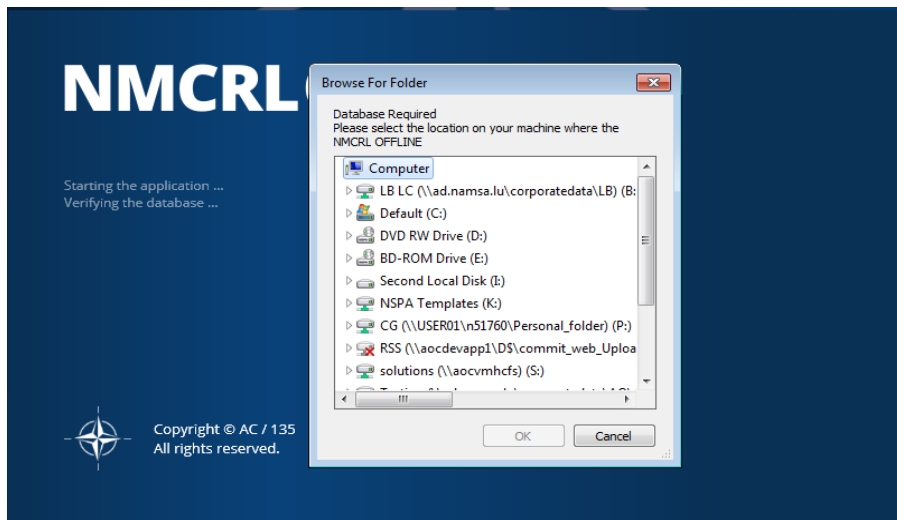 NMCRL
Starting the application ...
Verifying the database ...
Copyright © AC / 135
All rights reserved.
Browse For Folder
Database Required
Please select the location on your machine where the
NMCRL OFFLINE
Computer
LB LC (\\ad.namsa.lu\corporatedata\LB) (B:
Default (C:)
DVD RW Drive (D:)
BD-ROM Drive (E:)
Second Local Disk (I:)
NSPA Templates (K:)
CG (\\USER01\n51760\Personal_folder) (P:)
RSS (\\aocdevapp1\D$\commit_web_Uploa
solutions (\\aocvmhcfs) (S:)
OK
Cancel